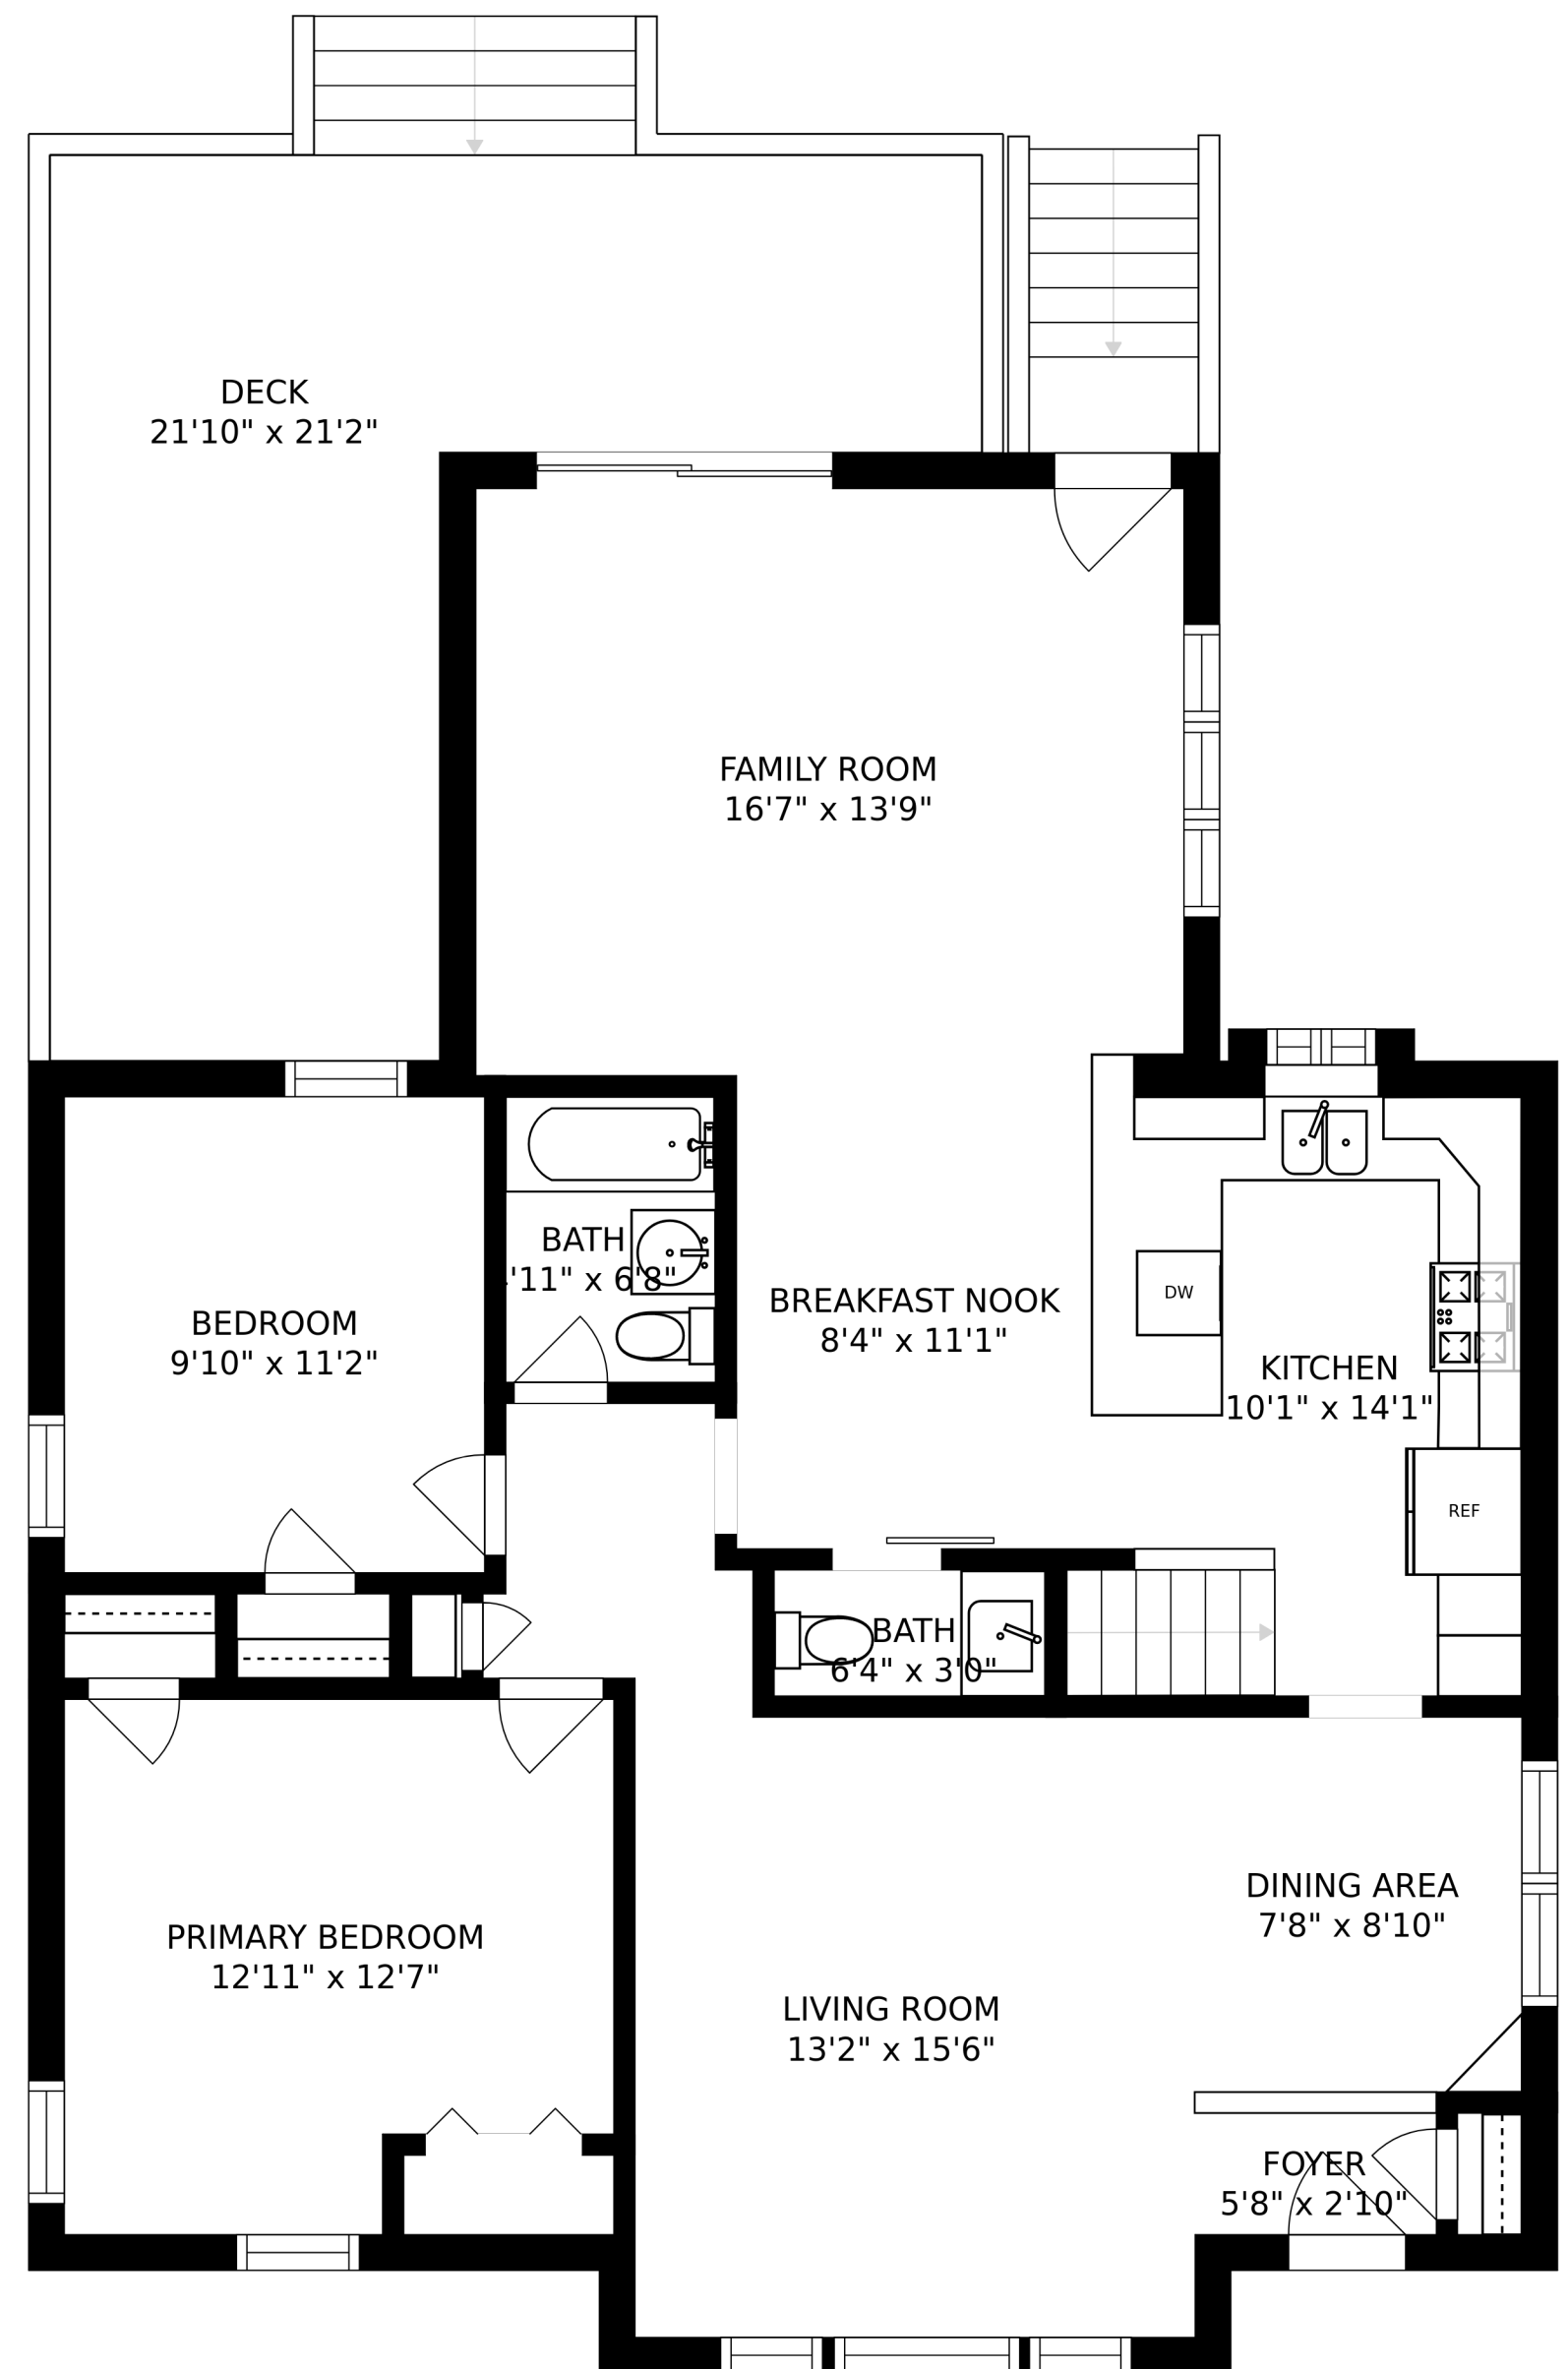 DECK
21'10" x 21'2"
FAMILY ROOM
16'7" x 13'9"
BATH
'11" x 6'8"
BREAKFAST NOOK
8'4" x 11'1"
DW
BEDROOM
9'10" x 11'2"
KITCHEN
10'1" x 14'1"
REF
BATH
6'4" x 3'0"
DINING AREA
7'8" x 8'10"
PRIMARY BEDROOM
12'11" x 12'7"
LIVING ROOM
13'2" x 15'6"
FOYER
5'8" x 2'10"